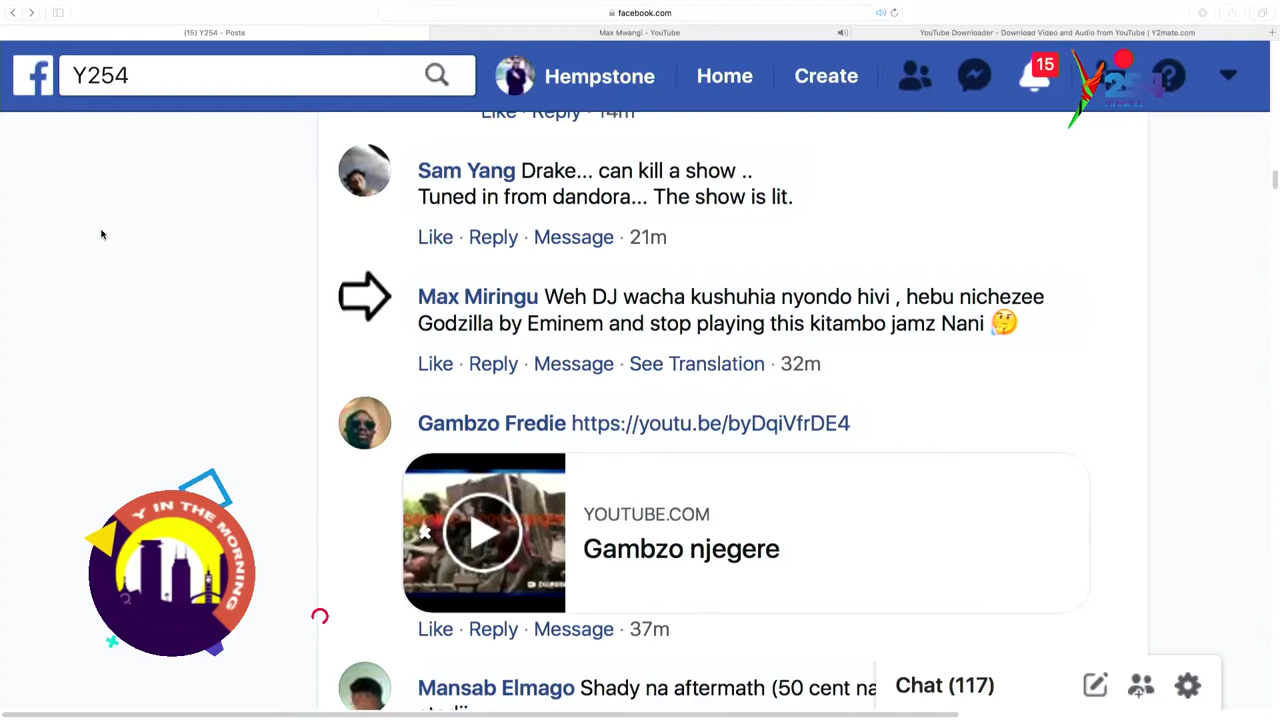 facebook.com
(15) Y254 - Posts
Max Mwangi - YouTube
YouTube Downloader - Download Video and Audio from YouTube | Y2mate.com
Y254
Hempstone
Home
Create
15
Y254
Like · Reply · 14m
Sam Yang Drake... can kill a show ..
Tuned in from dandora... The show is lit.
Like · Reply · Message · 21m
Max Miringu Weh DJ wacha kushuhia nyondo hivi , hebu nichezee
Godzilla by Eminem and stop playing this kitambo jamz Nani 🤔
Like · Reply · Message · See Translation · 32m
Gambzo Fredie https://youtu.be/byDqiVfrDE4
YOUTUBE.COM
Gambzo njegere
Like · Reply · Message · 37m
Y IN THE MORNING
Mansab Elmago Shady na aftermath (50 cent na
Chat (117)